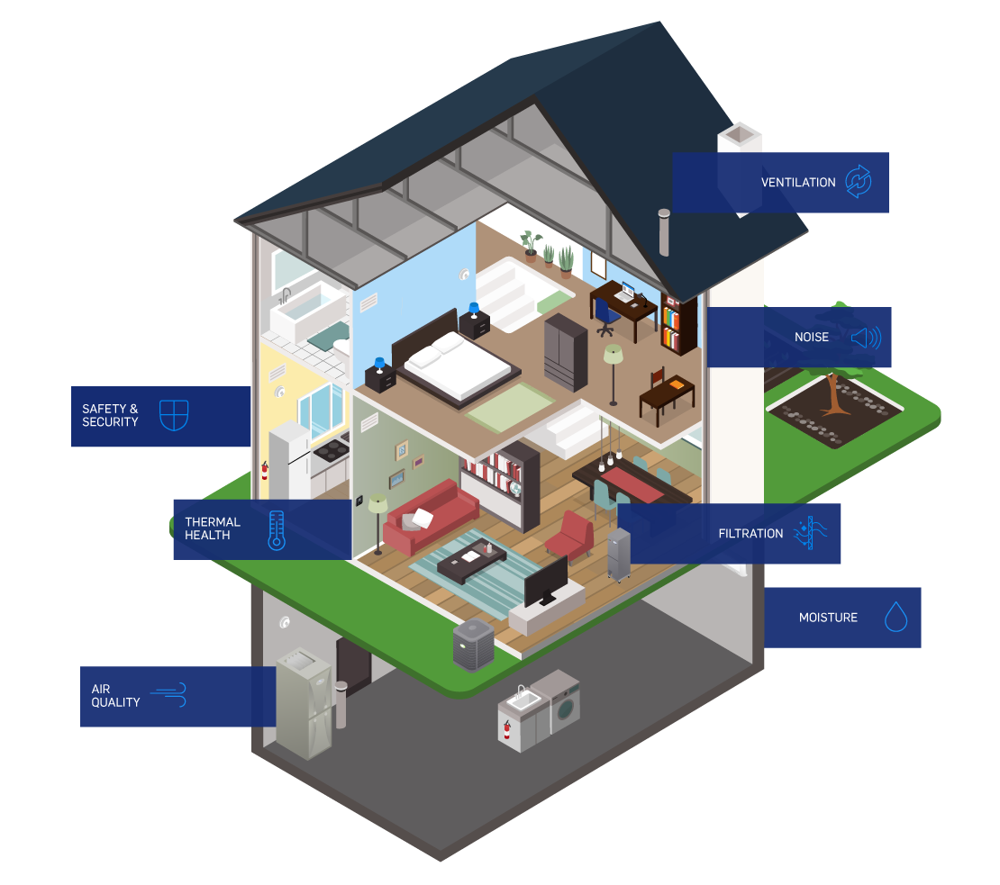 VENTILATION
NOISE
SAFETY &
SECURITY
THERMAL
HEALTH
FILTRATION
MOISTURE
AIR
QUALITY